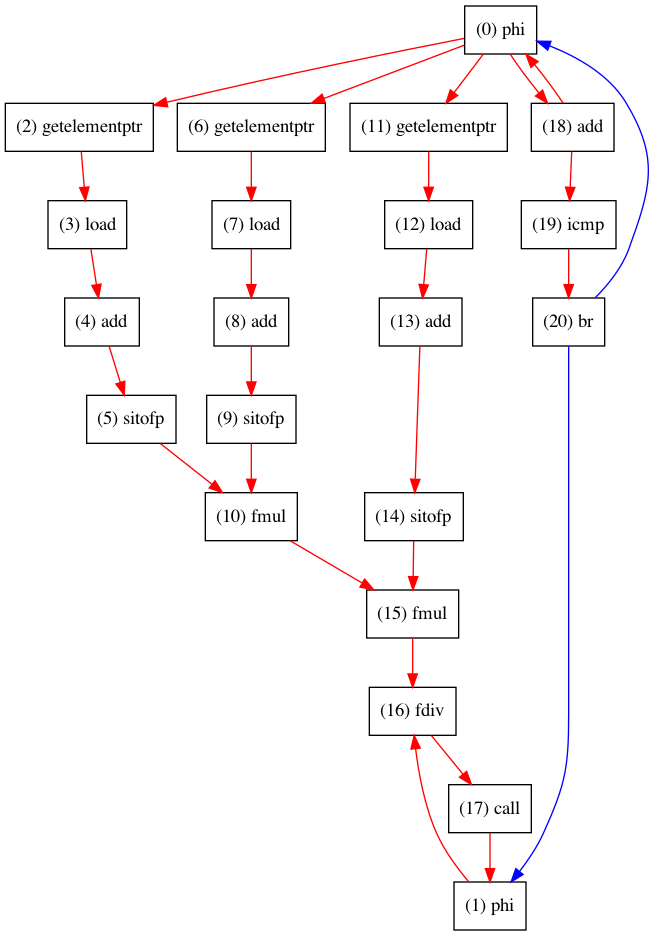 (0) phi
(2) getelementptr
(6) getelementptr
(11) getelementptr
(18) add
(3) load
(7) load
(12) load
(19) icmp
(4) add
(8) add
(13) add
(20) br
(5) sitofp
(9) sitofp
(10) fmul
(14) sitofp
(15) fmul
(16) fdiv
(17) call
(1) phi